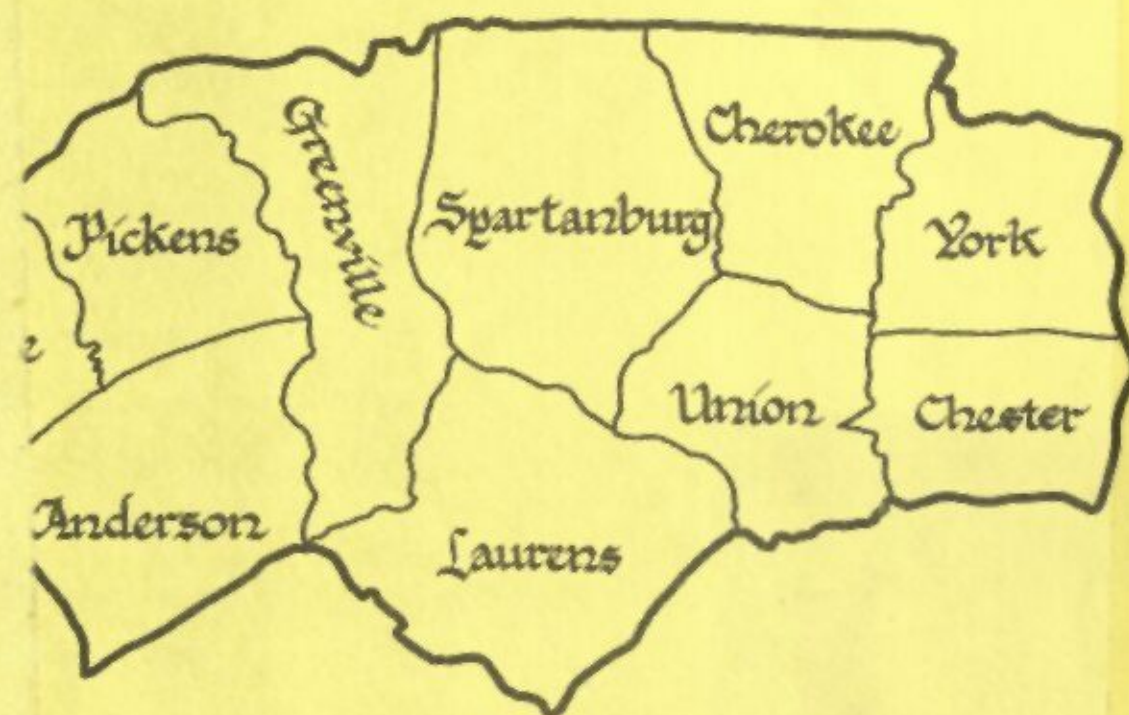 Greenville
Cherokee
Pickens
Spartanburg
York
e
Union
Chester
Anderson
Laurens